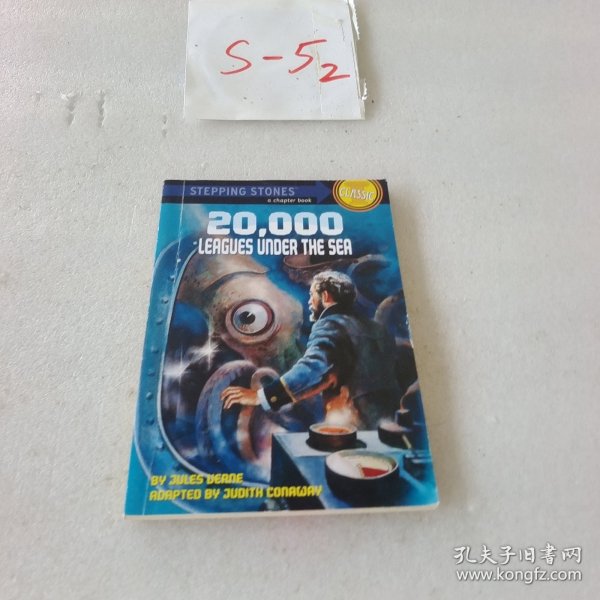 S-52
STEPPING STONES
a chapter book
CLASSIC
20,000
LEAGUES UNDER THE SEA
BY JULES VERNE
ADAPTED BY JUDITH CONAWAY
孔夫子旧书网
www.kongfz.com